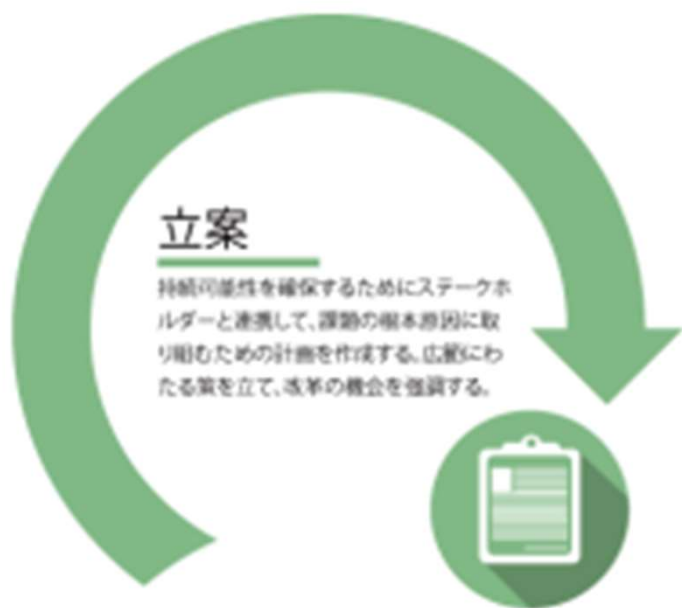 立案
持続可能性を確保するためにステークホ
ルダーと連携して、課題の根本原因に取
り組むための計画を作成する。広範にわ
たる策を立て、改革の機会を強調する。